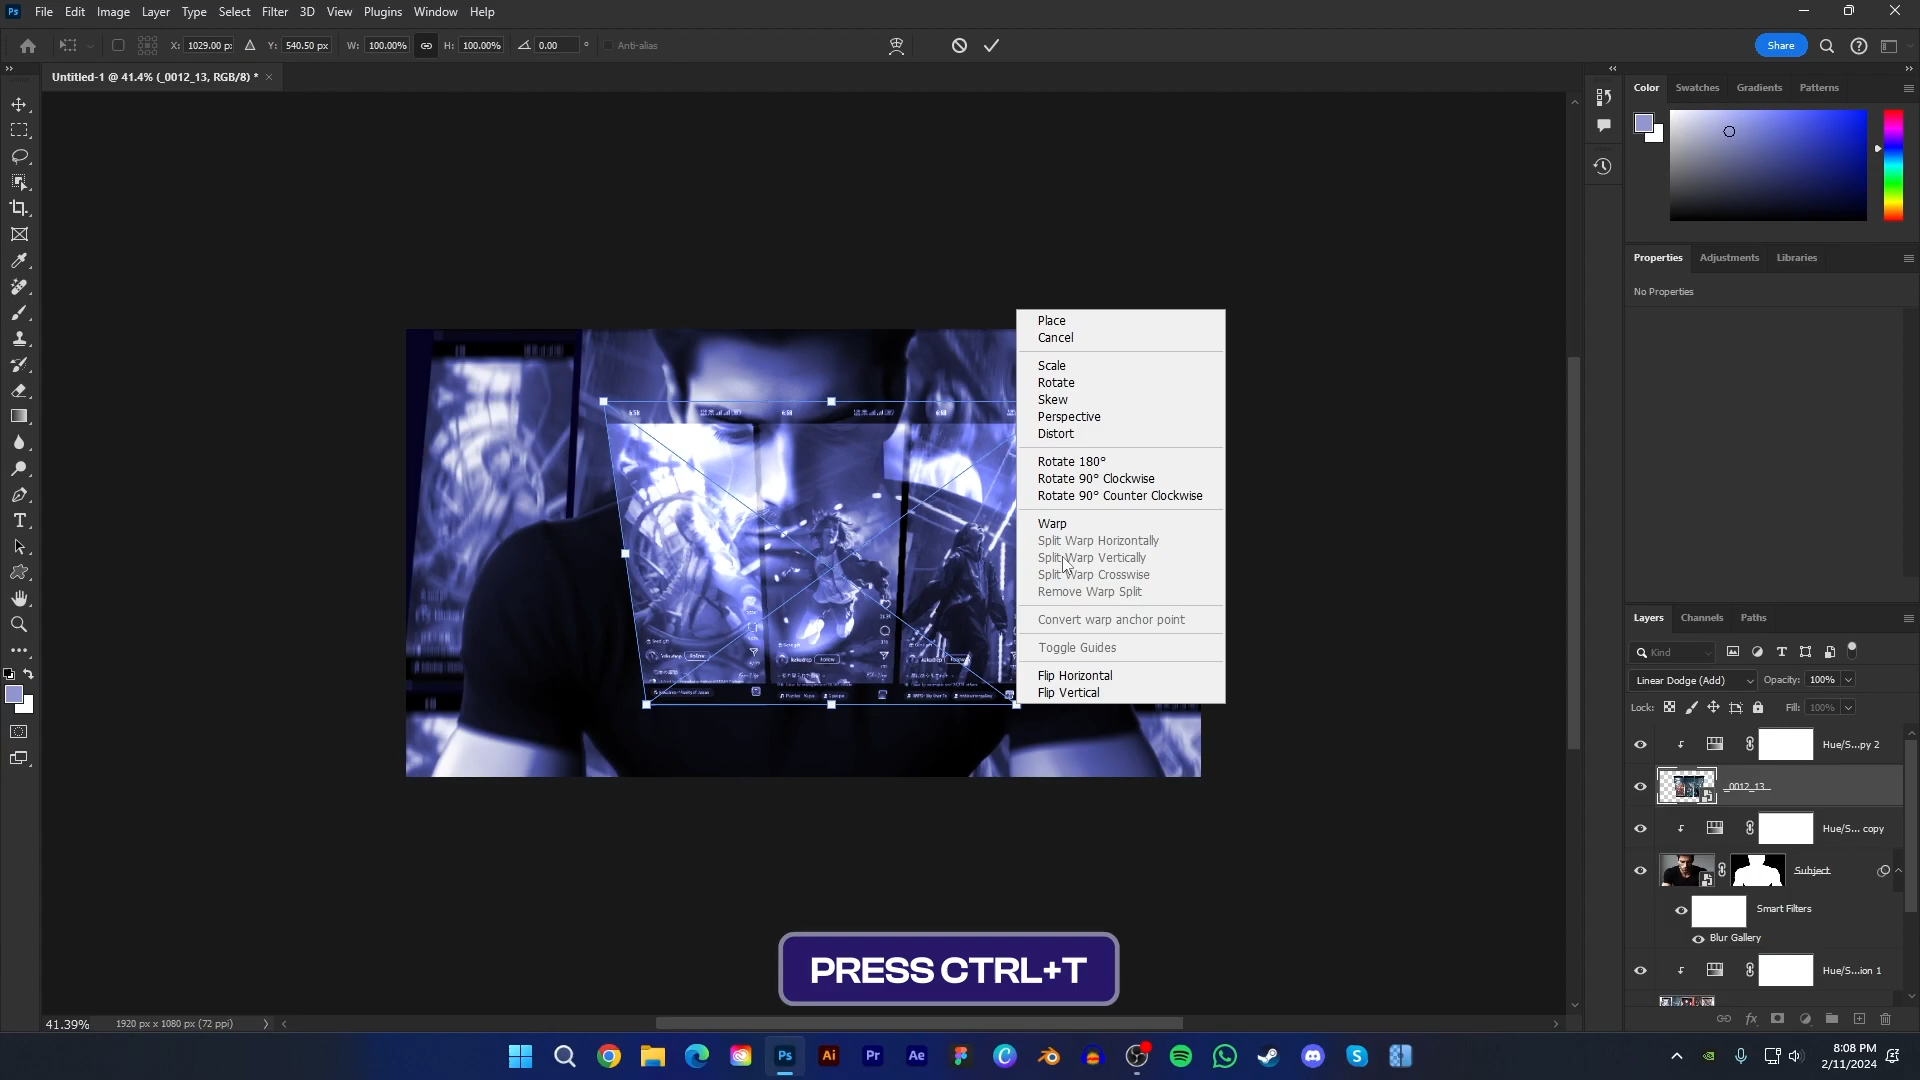 Ps File Edit Image Layer Type Select Filter 3D View Plugins Window Help
X: 1029.00 p Y: 540.50 px W: 100.00% H: 100.00% 0.00 ° Anti-alias Share
Untitled-1 @ 41.4% (_0012_13, RGB/8) *
Color Swatches Gradients Patterns
Properties Adjustments Libraries
No Properties
Place
Cancel
Scale
Rotate
Skew
Perspective
Distort
Rotate 180°
Rotate 90° Clockwise
Rotate 90° Counter Clockwise
Warp
Split Warp Horizontally
Split Warp Vertically
Split Warp Crosswise
Remove Warp Split
Convert warp anchor point
Toggle Guides
Flip Horizontal
Flip Vertical
Layers Channels Paths
Kind
Linear Dodge (Add) Opacity: 100%
Lock: Fill: 100%
Hue/S...py 2
_0012_13
Hue/S... copy
Subject
Smart Filters
Blur Gallery
Hue/S...ion 1
PRESS CTRL+T
41.39% 1920 px x 1080 px (72 ppi)
Ps Ai Pr Ae
8:08 PM
2/11/2024